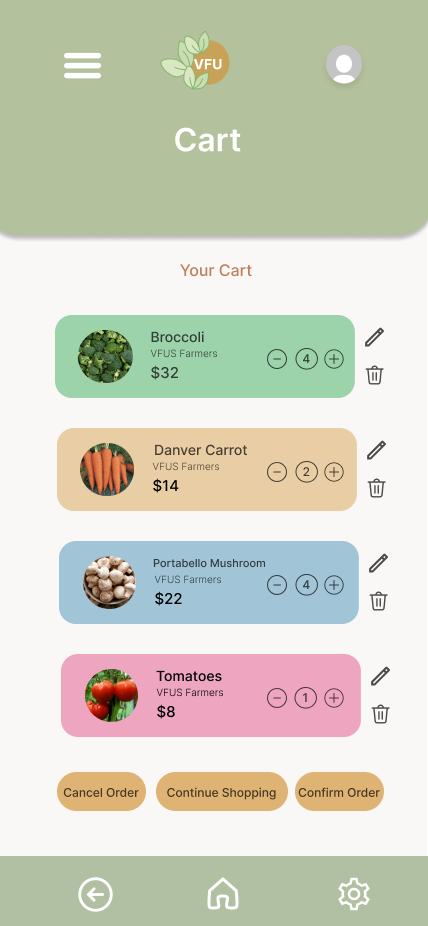 VFU
Cart
Your Cart
Broccoli
VFUS Farmers
$32
4
Danver Carrot
VFUS Farmers
$14
2
Portabello Mushroom
VFUS Farmers
$22
4
Tomatoes
VFUS Farmers
$8
1
Cancel Order
Continue Shopping
Confirm Order